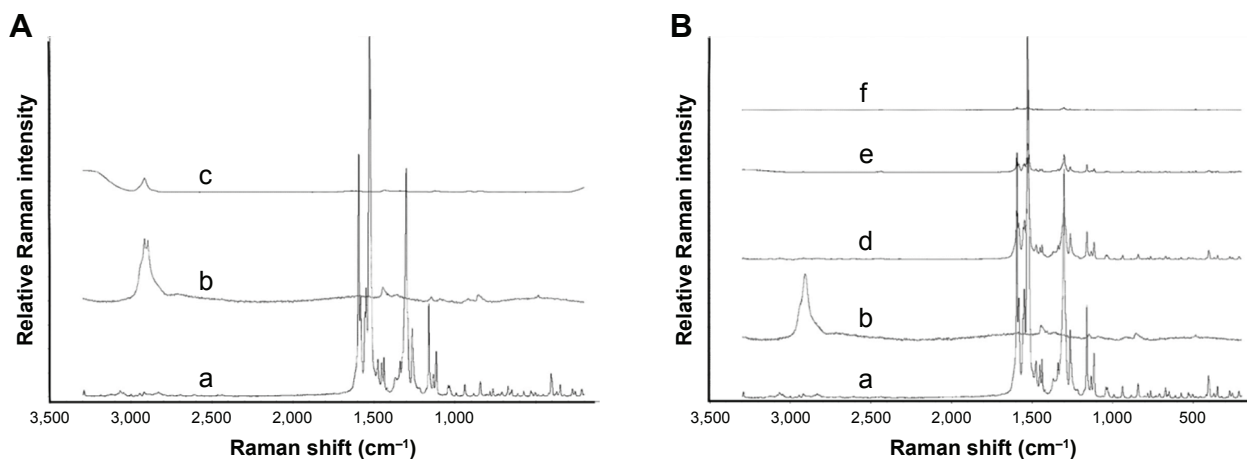 A
Relative Raman intensity
c
b
a
3,500 3,000 2,500 2,000 1,500 1,000
Raman shift (cm⁻¹)
B
Relative Raman intensity
f
e
d
b
a
3,500 3,000 2,500 2,000 1,500 1,000 500
Raman shift (cm⁻¹)